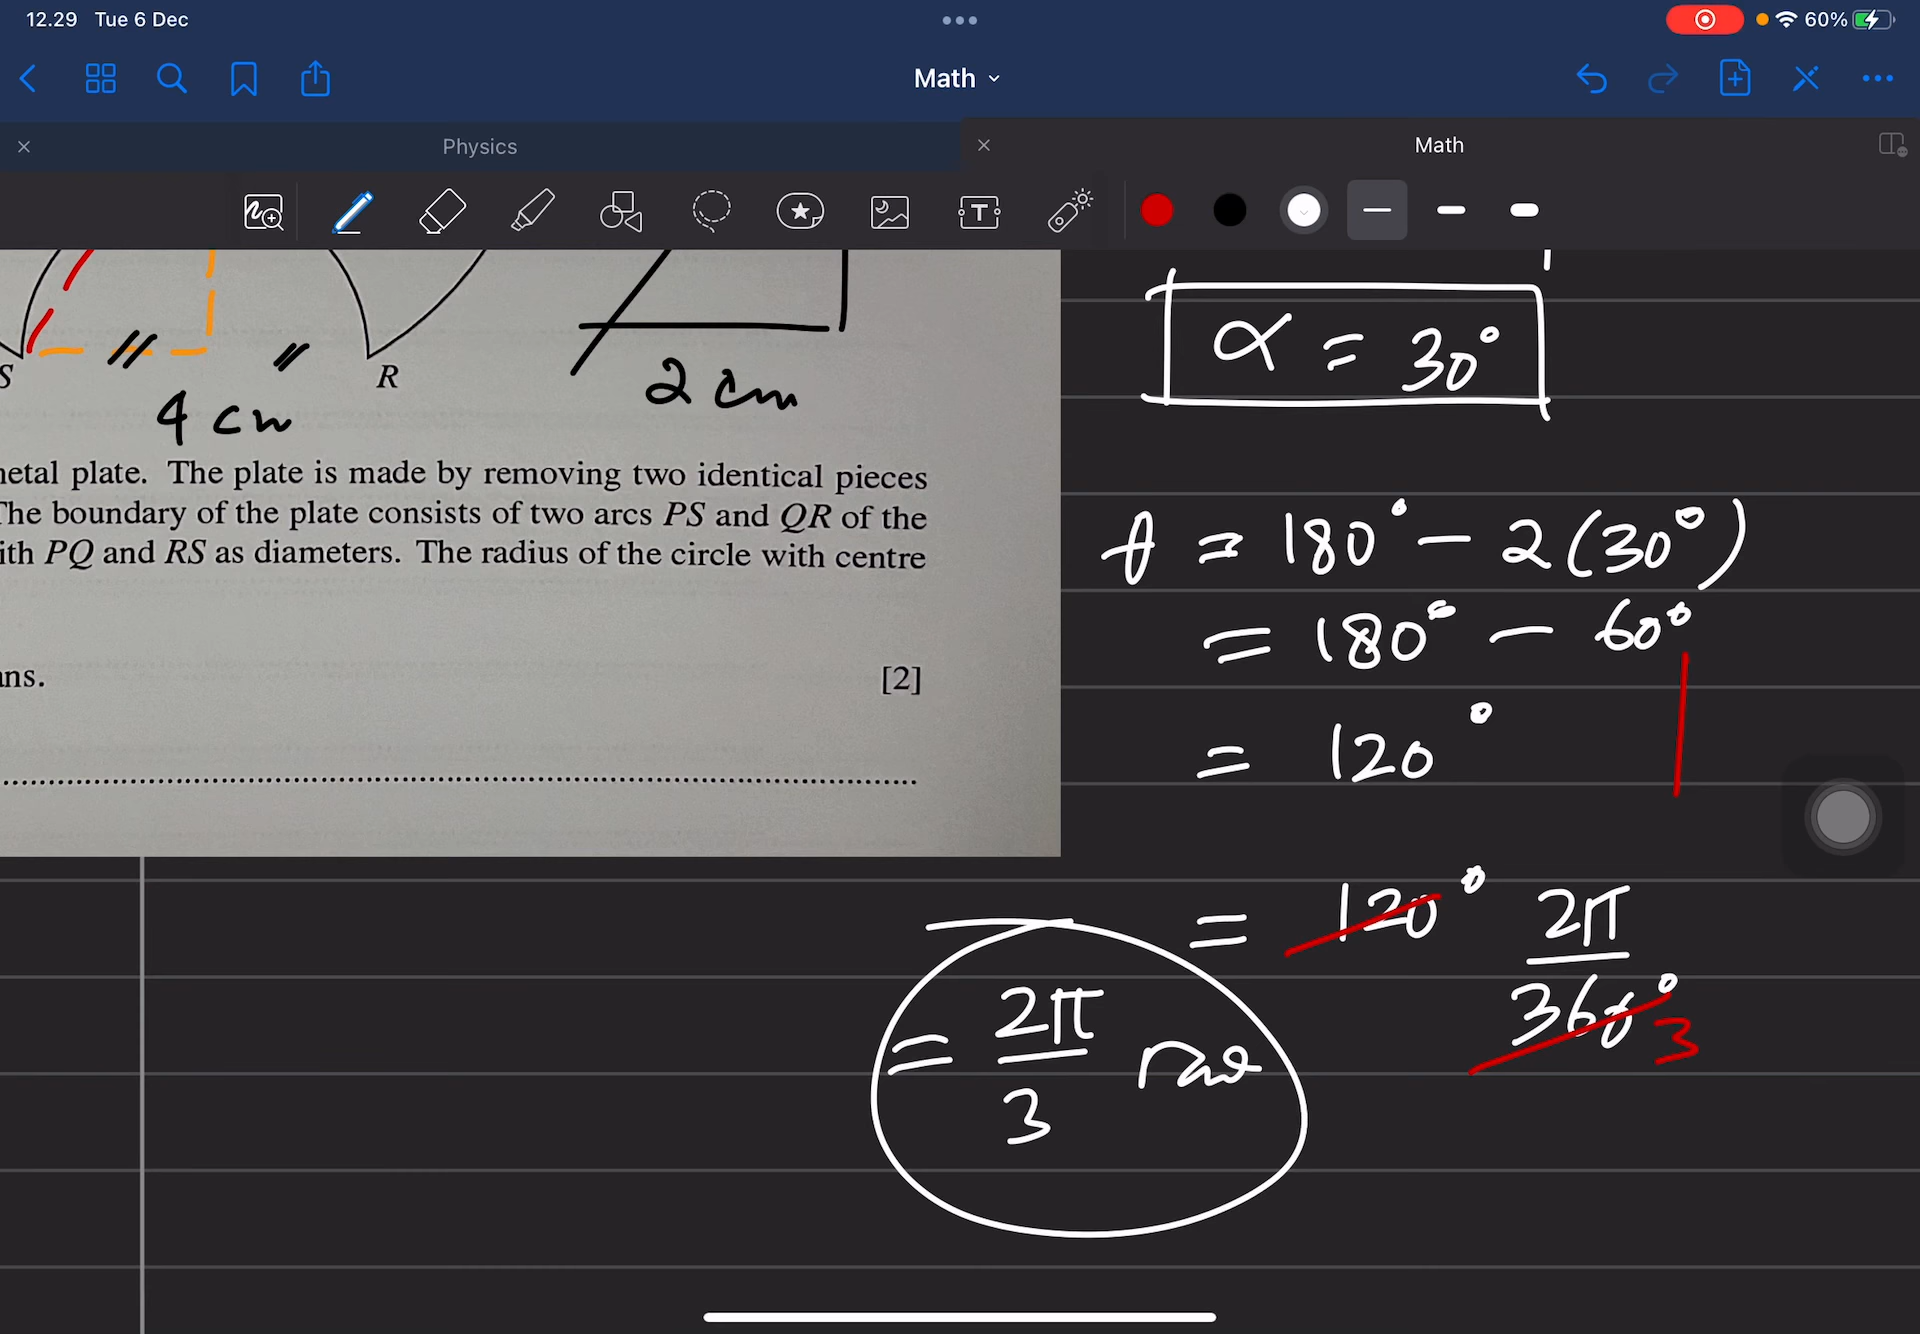 12.29 Tue 6 Dec
60%
Math
Physics
Math
T
S
R
4 cm
2 cm
etal plate. The plate is made by removing two identical pieces
The boundary of the plate consists of two arcs PS and QR of the
ith PQ and RS as diameters. The radius of the circle with centre
ns. [2]
α = 30°
θ = 180° - 2(30°)
= 180° - 60°
= 120°
= 120° 2π
360° 3
= 2π
3 rad